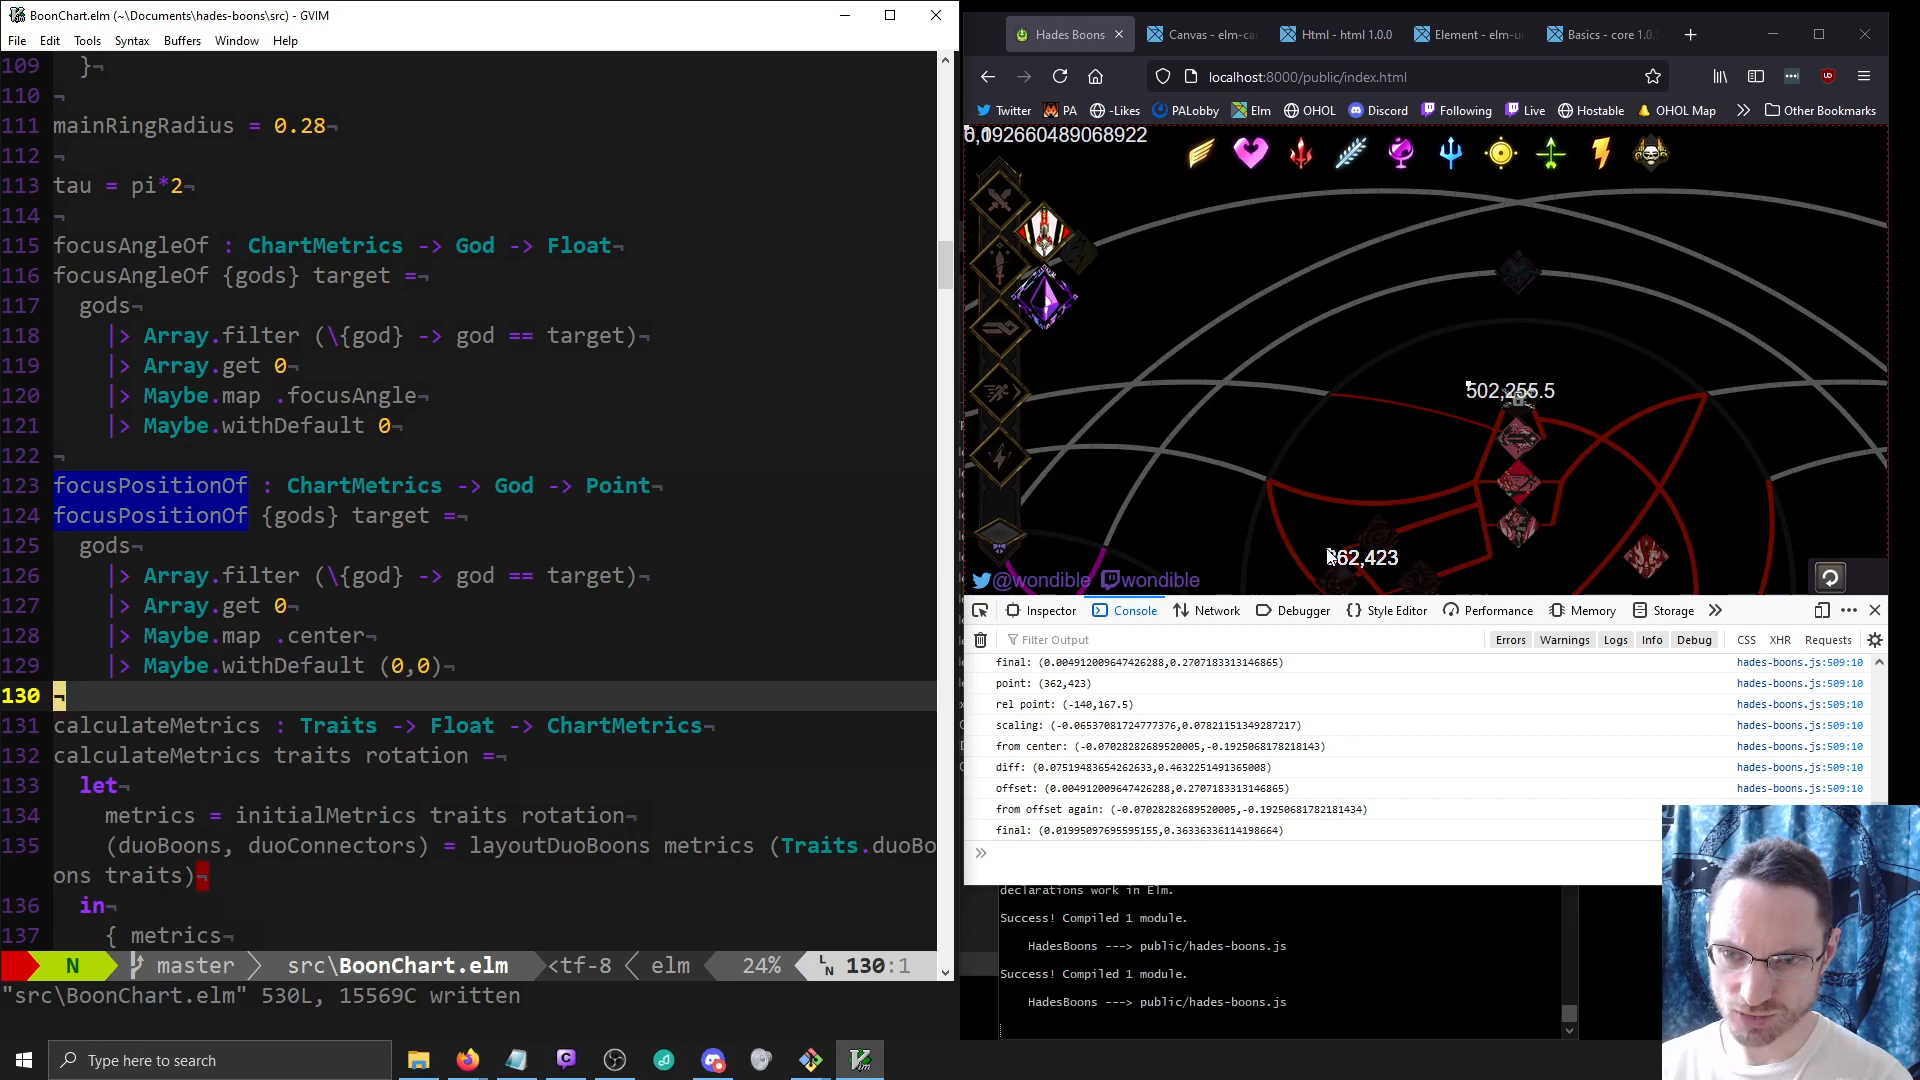 BoonChart.elm (~\Documents\hades-boons\src) - GVIM
File Edit Tools Syntax Buffers Window Help
109 }¬
110 ¬
111 mainRingRadius = 0.28¬
112 ¬
113 tau = pi*2¬
114 ¬
115 focusAngleOf : ChartMetrics -> God -> Float¬
116 focusAngleOf {gods} target =¬
117 gods¬
118 |> Array.filter (\{god} -> god == target)¬
119 |> Array.get 0¬
120 |> Maybe.map .focusAngle¬
121 |> Maybe.withDefault 0¬
122 ¬
123 focusPositionOf : ChartMetrics -> God -> Point¬
124 focusPositionOf {gods} target =¬
125 gods¬
126 |> Array.filter (\{god} -> god == target)¬
127 |> Array.get 0¬
128 |> Maybe.map .center¬
129 |> Maybe.withDefault (0,0)¬
130 ¬
131 calculateMetrics : Traits -> Float -> ChartMetrics¬
132 calculateMetrics traits rotation =¬
133 let¬
134 metrics = initialMetrics traits rotation¬
135 (duoBoons, duoConnectors) = layoutDuoBoons metrics (Traits.duoBo
ons traits)¬
136 in¬
137 { metrics¬
N master src\BoonChart.elm <tf-8 elm 24% LN 130:1
"src\BoonChart.elm" 530L, 15569C written
Type here to search
Hades Boons
Canvas - elm-ca
Html - html 1.0.0
Element - elm-u
Basics - core 1.0.
localhost:8000/public/index.html
Twitter PA -Likes PALobby Elm OHOL Discord Following Live Hostable OHOL Map Other Bookmarks
502,255.5
362,423
@wondible wondible
Inspector Console Network Debugger Style Editor Performance Memory Storage
Filter Output Errors Warnings Logs Info Debug CSS XHR Requests
final: (0.004912009647426288,0.2707183313146865) hades-boons.js:509:10
point: (362,423) hades-boons.js:509:10
rel point: (-140,167.5) hades-boons.js:509:10
scaling: (-0.06537081724777376,0.07821151349287217) hades-boons.js:509:10
from center: (-0.07028282689520005,-0.1925068178218143) hades-boons.js:509:10
diff: (0.07519483654262633,0.4632251491365008) hades-boons.js:509:10
offset: (0.004912009647426288,0.2707183313146865) hades-boons.js:509:10
from offset again: (-0.07028282689520005,-0.19250681782181434) hades-boons.js:509:10
final: (0.01995097695595155,0.36336336114198664) hades-boons.js:509:10
declarations work in Elm.
Success! Compiled 1 module.
HadesBoons ---> public/hades-boons.js
Success! Compiled 1 module.
HadesBoons ---> public/hades-boons.js